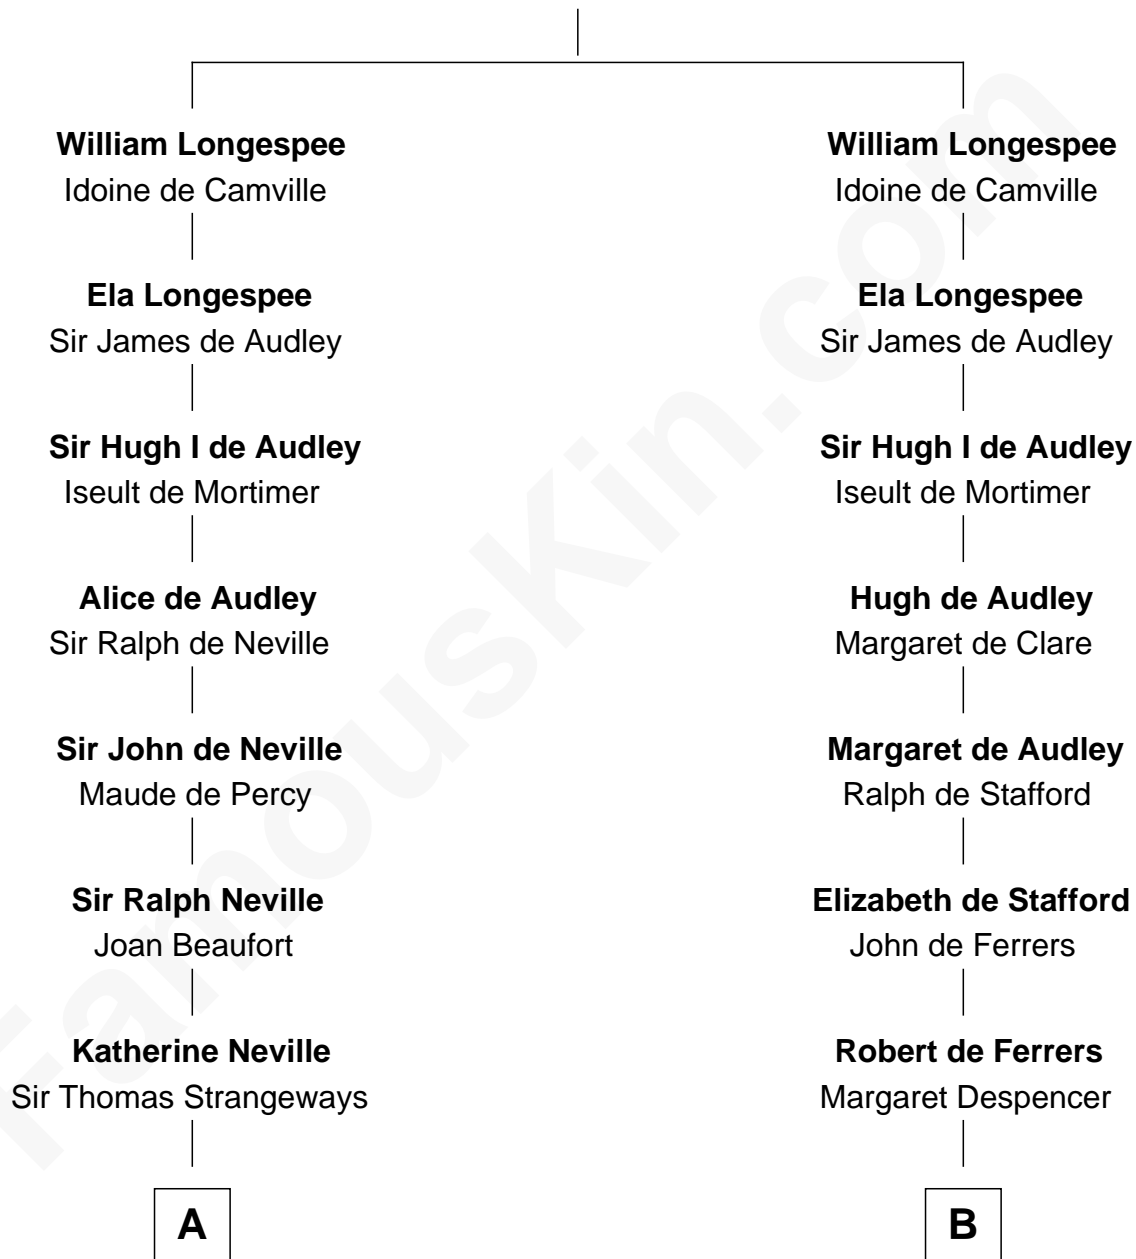 William Longespee
Idoine de Camville
Ela Longespee
Sir James de Audley
Sir Hugh I de Audley
Iseult de Mortimer
Alice de Audley
Sir Ralph de Neville
Sir John de Neville
Maude de Percy
Sir Ralph Neville
Joan Beaufort
Katherine Neville
Sir Thomas Strangeways
A
William Longespee
Idoine de Camville
Ela Longespee
Sir James de Audley
Sir Hugh I de Audley
Iseult de Mortimer
Hugh de Audley
Margaret de Clare
Margaret de Audley
Ralph de Stafford
Elizabeth de Stafford
John de Ferrers
Robert de Ferrers
Margaret Despencer
B
FamousKin.com